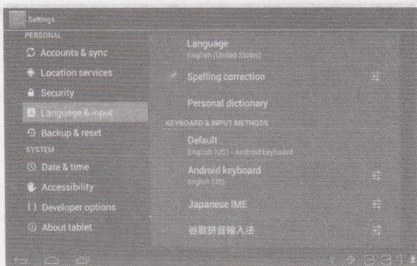 Settings
PERSONAL
Accounts & sync
Location services
Security
Language & input
Backup & reset
SYSTEM
Date & time
Accessibility
Developer options
About tablet
Language
English (United States)
Spelling correction
Personal dictionary
KEYBOARD & INPUT METHODS
Default
English (US) - Android keyboard
Android keyboard
English (US)
Japanese IME
谷歌拼音输入法